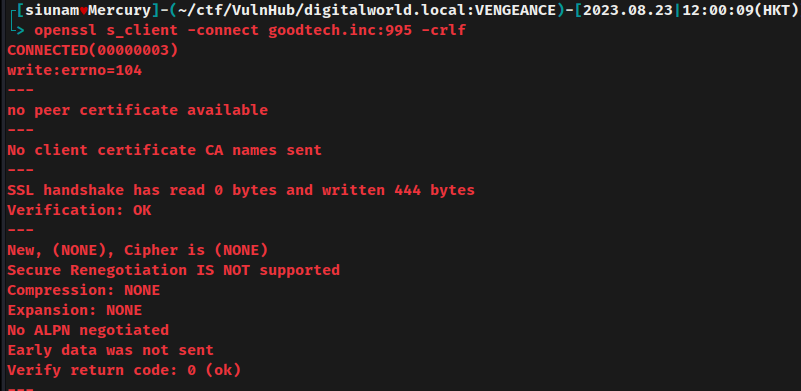 ┌[siunam♥Mercury]-(~/ctf/VulnHub/digitalworld.local:VENGEANCE)-[2023.08.23|12:00:09(HKT)]
└> openssl s_client -connect goodtech.inc:995 -crlf
CONNECTED(00000003)
write:errno=104
---
no peer certificate available
---
No client certificate CA names sent
---
SSL handshake has read 0 bytes and written 444 bytes
Verification: OK
---
New, (NONE), Cipher is (NONE)
Secure Renegotiation IS NOT supported
Compression: NONE
Expansion: NONE
No ALPN negotiated
Early data was not sent
Verify return code: 0 (ok)
---